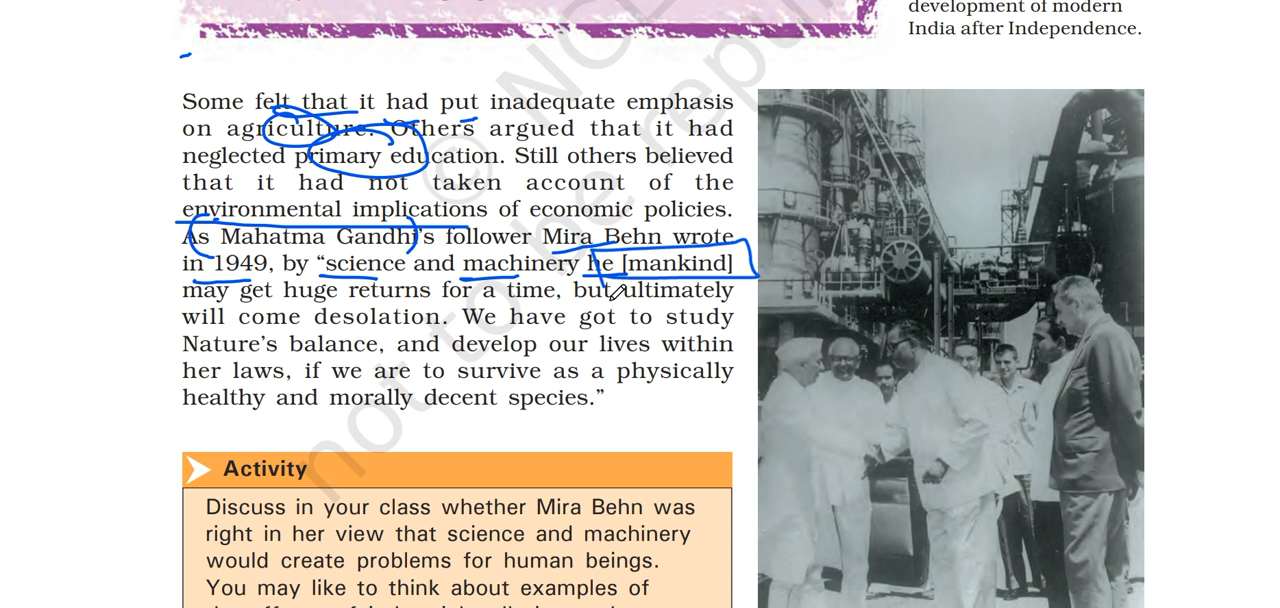 development of modern
India after Independence.
Some felt that it had put inadequate emphasis
on agriculture. Others argued that it had
neglected primary education. Still others believed
that it had not taken account of the
environmental implications of economic policies.
As Mahatma Gandhi's follower Mira Behn wrote
in 1949, by “science and machinery he [mankind]
may get huge returns for a time, but ultimately
will come desolation. We have got to study
Nature's balance, and develop our lives within
her laws, if we are to survive as a physically
healthy and morally decent species.”
Activity
Discuss in your class whether Mira Behn was
right in her view that science and machinery
would create problems for human beings.
You may like to think about examples of
not to be republ
© NC